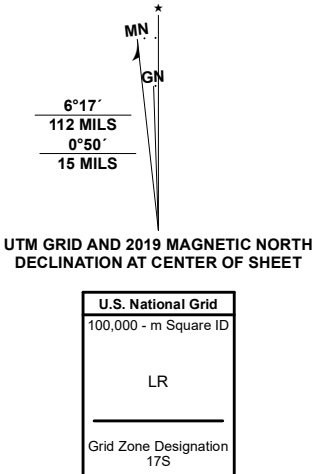 MN
GN
6°17´
112 MILS
0°50´
15 MILS
UTM GRID AND 2019 MAGNETIC NORTH
DECLINATION AT CENTER OF SHEET
U.S. National Grid
100,000 - m Square ID
LR
Grid Zone Designation
17S